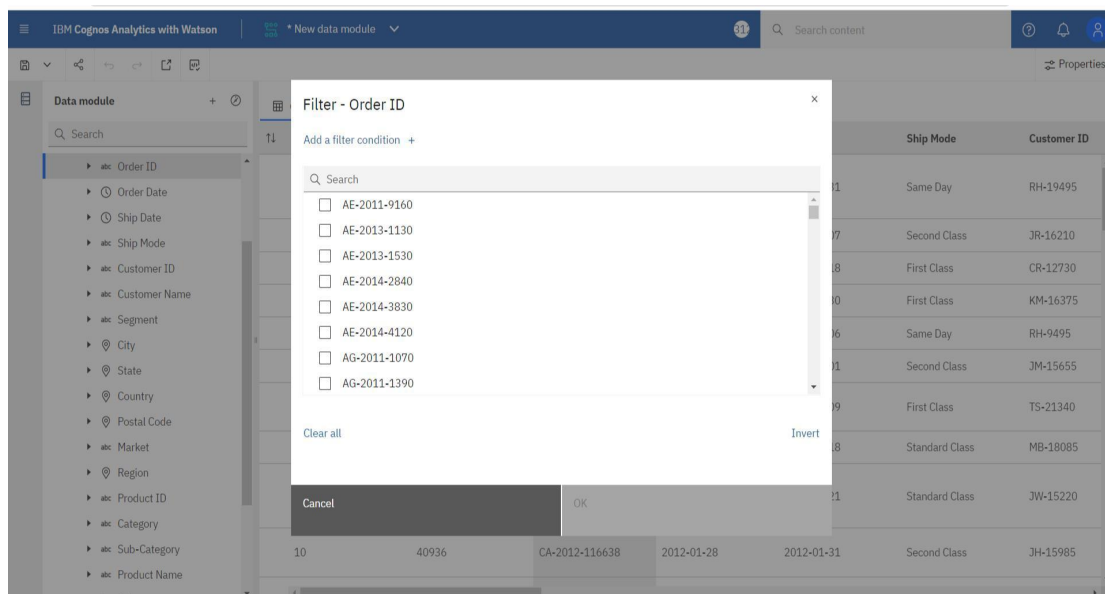 IBM Cognos Analytics with Watson
* New data module
Search content
Properties
Data module
Search
Order ID
Order Date
Ship Date
Ship Mode
Customer ID
Customer Name
Segment
City
State
Country
Postal Code
Market
Region
Product ID
Category
Sub-Category
Product Name
Filter - Order ID
Add a filter condition +
Search
AE-2011-9160
AE-2013-1130
AE-2013-1530
AE-2014-2840
AE-2014-3830
AE-2014-4120
AG-2011-1070
AG-2011-1390
Clear all Invert
Cancel OK
Ship Mode Customer ID
Same Day RH-19495
Second Class JR-16210
First Class CR-12730
First Class KM-16375
Same Day RH-9495
Second Class JM-15655
First Class TS-21340
Standard Class MB-18085
Standard Class JW-15220
10 40936 CA-2012-116638 2012-01-28 2012-01-31 Second Class JH-15985